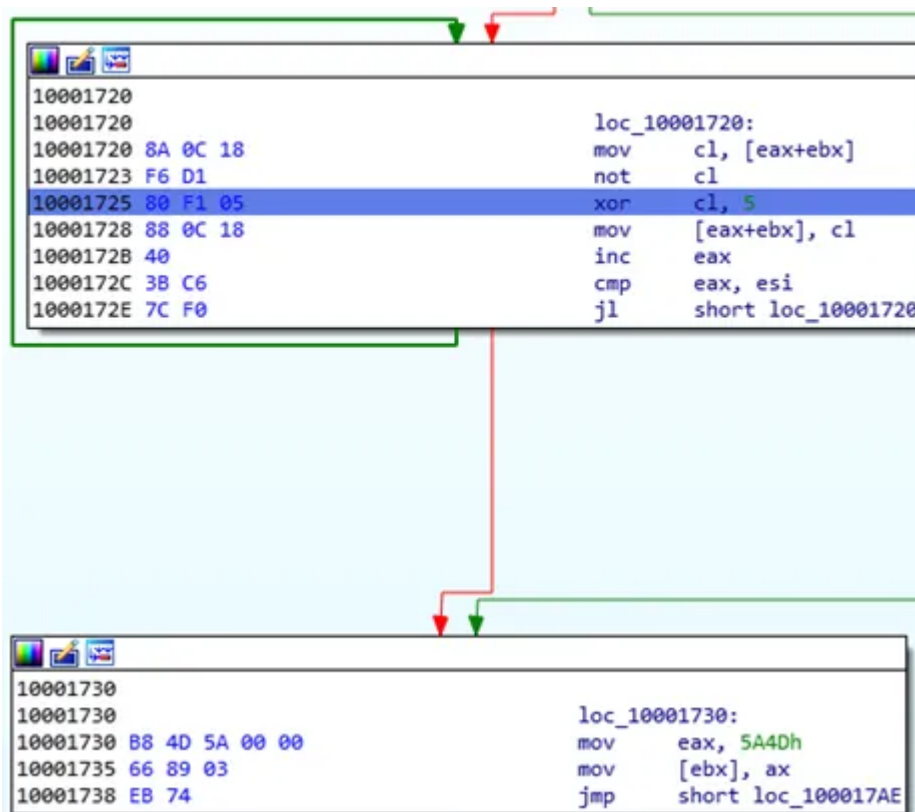 10001720
10001720 loc_10001720:
10001720 8A 0C 18 mov cl, [eax+ebx]
10001723 F6 D1 not cl
10001725 80 F1 05 xor cl, 5
10001728 88 0C 18 mov [eax+ebx], cl
1000172B 40 inc eax
1000172C 3B C6 cmp eax, esi
1000172E 7C F0 jl short loc_10001720
10001730
10001730 loc_10001730:
10001730 B8 4D 5A 00 00 mov eax, 5A4Dh
10001735 66 89 03 mov [ebx], ax
10001738 EB 74 jmp short loc_100017AE